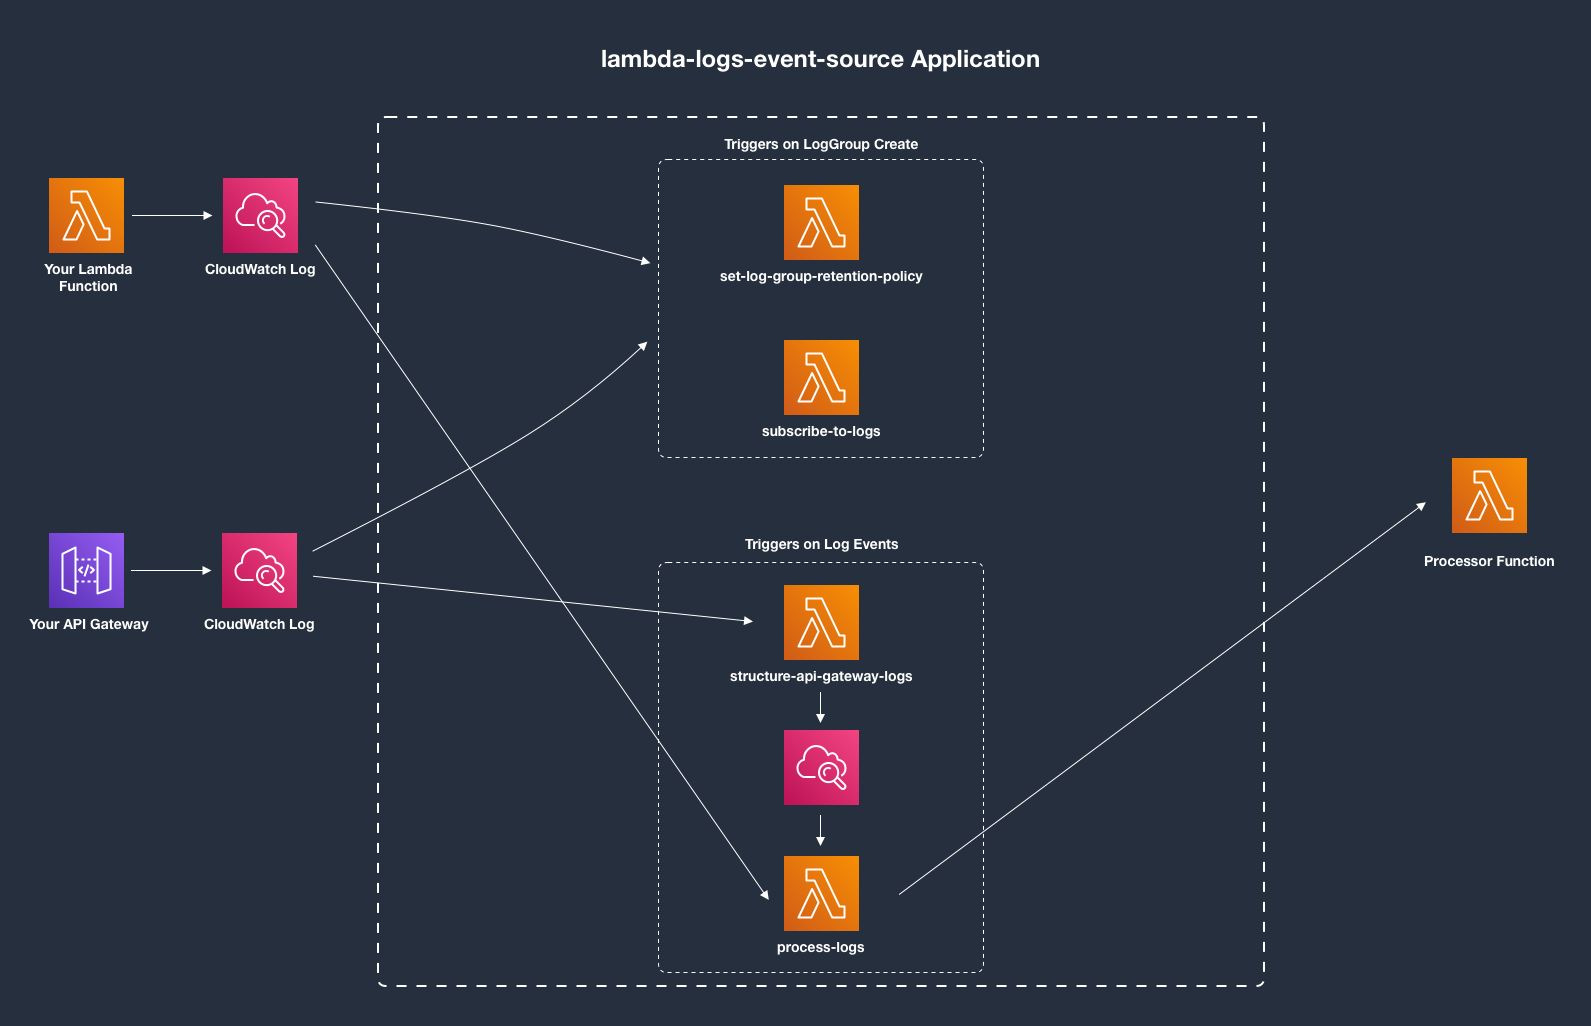 lambda-logs-event-source Application
Triggers on LogGroup Create
Your Lambda
Function
CloudWatch Log
set-log-group-retention-policy
subscribe-to-logs
Your API Gateway
CloudWatch Log
Triggers on Log Events
structure-api-gateway-logs
process-logs
Processor Function